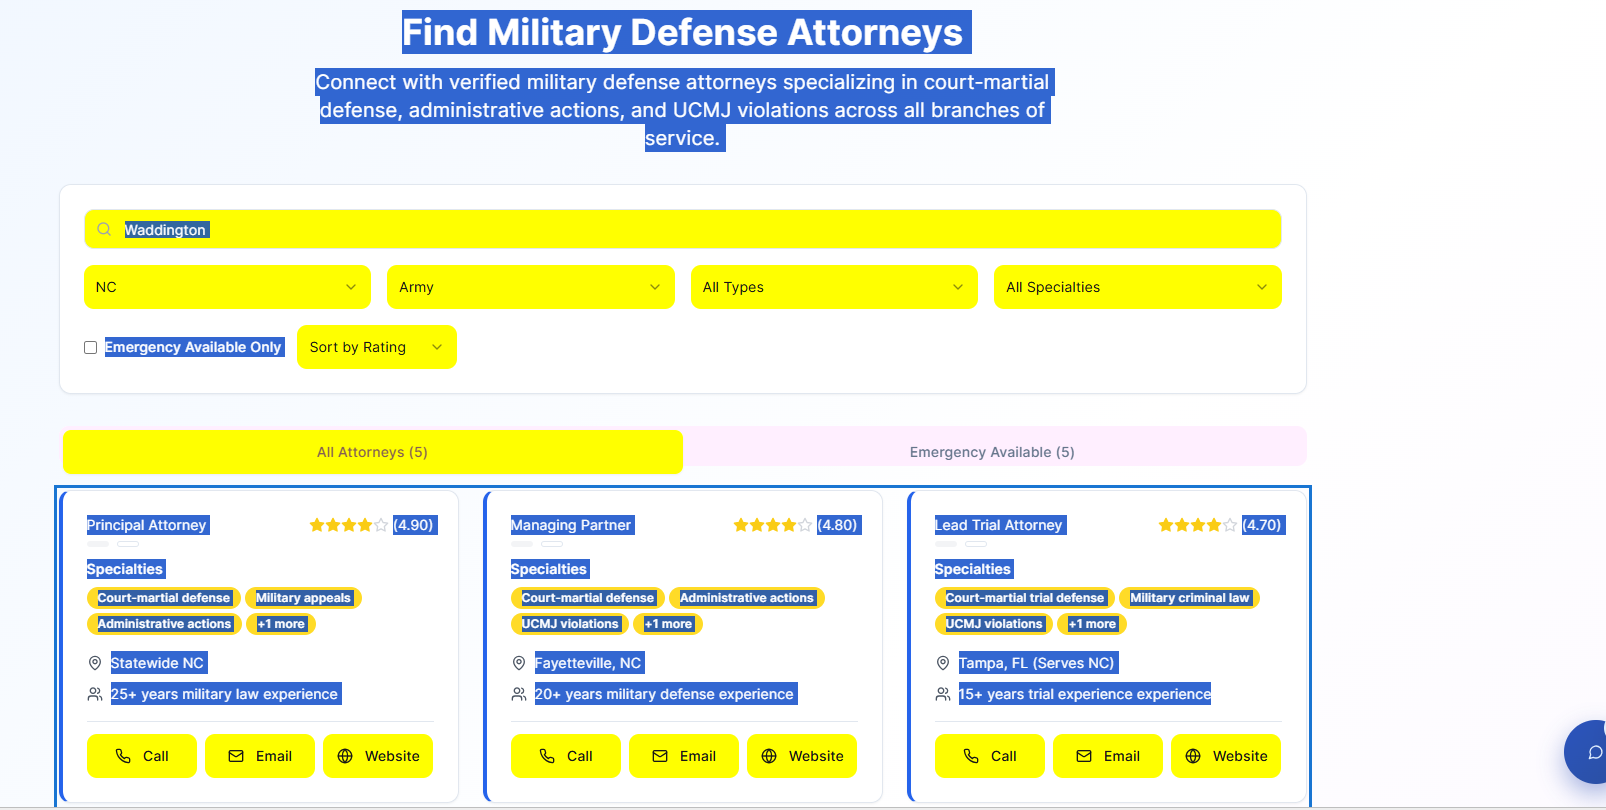 Find Military Defense Attorneys
Connect with verified military defense attorneys specializing in court-martial
defense, administrative actions, and UCMJ violations across all branches of
service.
Waddington
NC
Army
All Types
All Specialties
Emergency Available Only
Sort by Rating
All Attorneys (5)
Emergency Available (5)
Principal Attorney
(4.90)
Specialties
Court-martial defense
Military appeals
Administrative actions
+1 more
Statewide NC
25+ years military law experience
Call
Email
Website
Managing Partner
(4.80)
Specialties
Court-martial defense
Administrative actions
UCMJ violations
+1 more
Fayetteville, NC
20+ years military defense experience
Call
Email
Website
Lead Trial Attorney
(4.70)
Specialties
Court-martial trial defense
Military criminal law
UCMJ violations
+1 more
Tampa, FL (Serves NC)
15+ years trial experience experience
Call
Email
Website